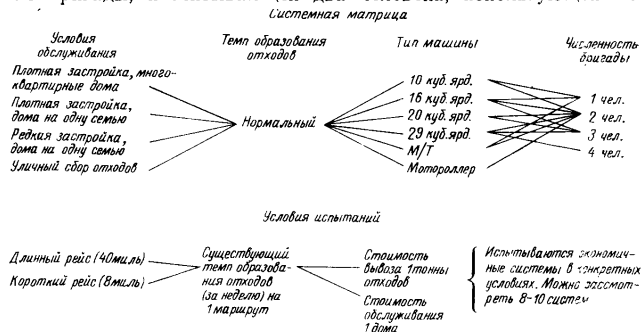 Системная матрица
Условия
обслуживания
Темп образования
отходов
Тип машины
Численность
бригады
Плотная застройка, много-
квартирные дома
Плотная застройка,
дома на одну семью
Редкая застройка,
дома на одну семью
Уличный сбор отходов
Нормальный
10 куб. ярд.
16 куб. ярд.
20 куб. ярд.
29 куб. ярд.
М/Т
Мотороллер
1 чел.
2 чел.
3 чел.
4 чел.
Условия испытаний
Длинный рейс (40миль)
Короткий рейс (8миль)
Существующий
темп образова-
ния отходов
(за неделю) на
1 маршрут
Стоимость
вывоза 1 тонны
отходов
Стоимость
обслуживания
1 дома
Испытываются экономич-
ные системы в конкретных
условиях. Можно рассмот-
реть 8-10 систем